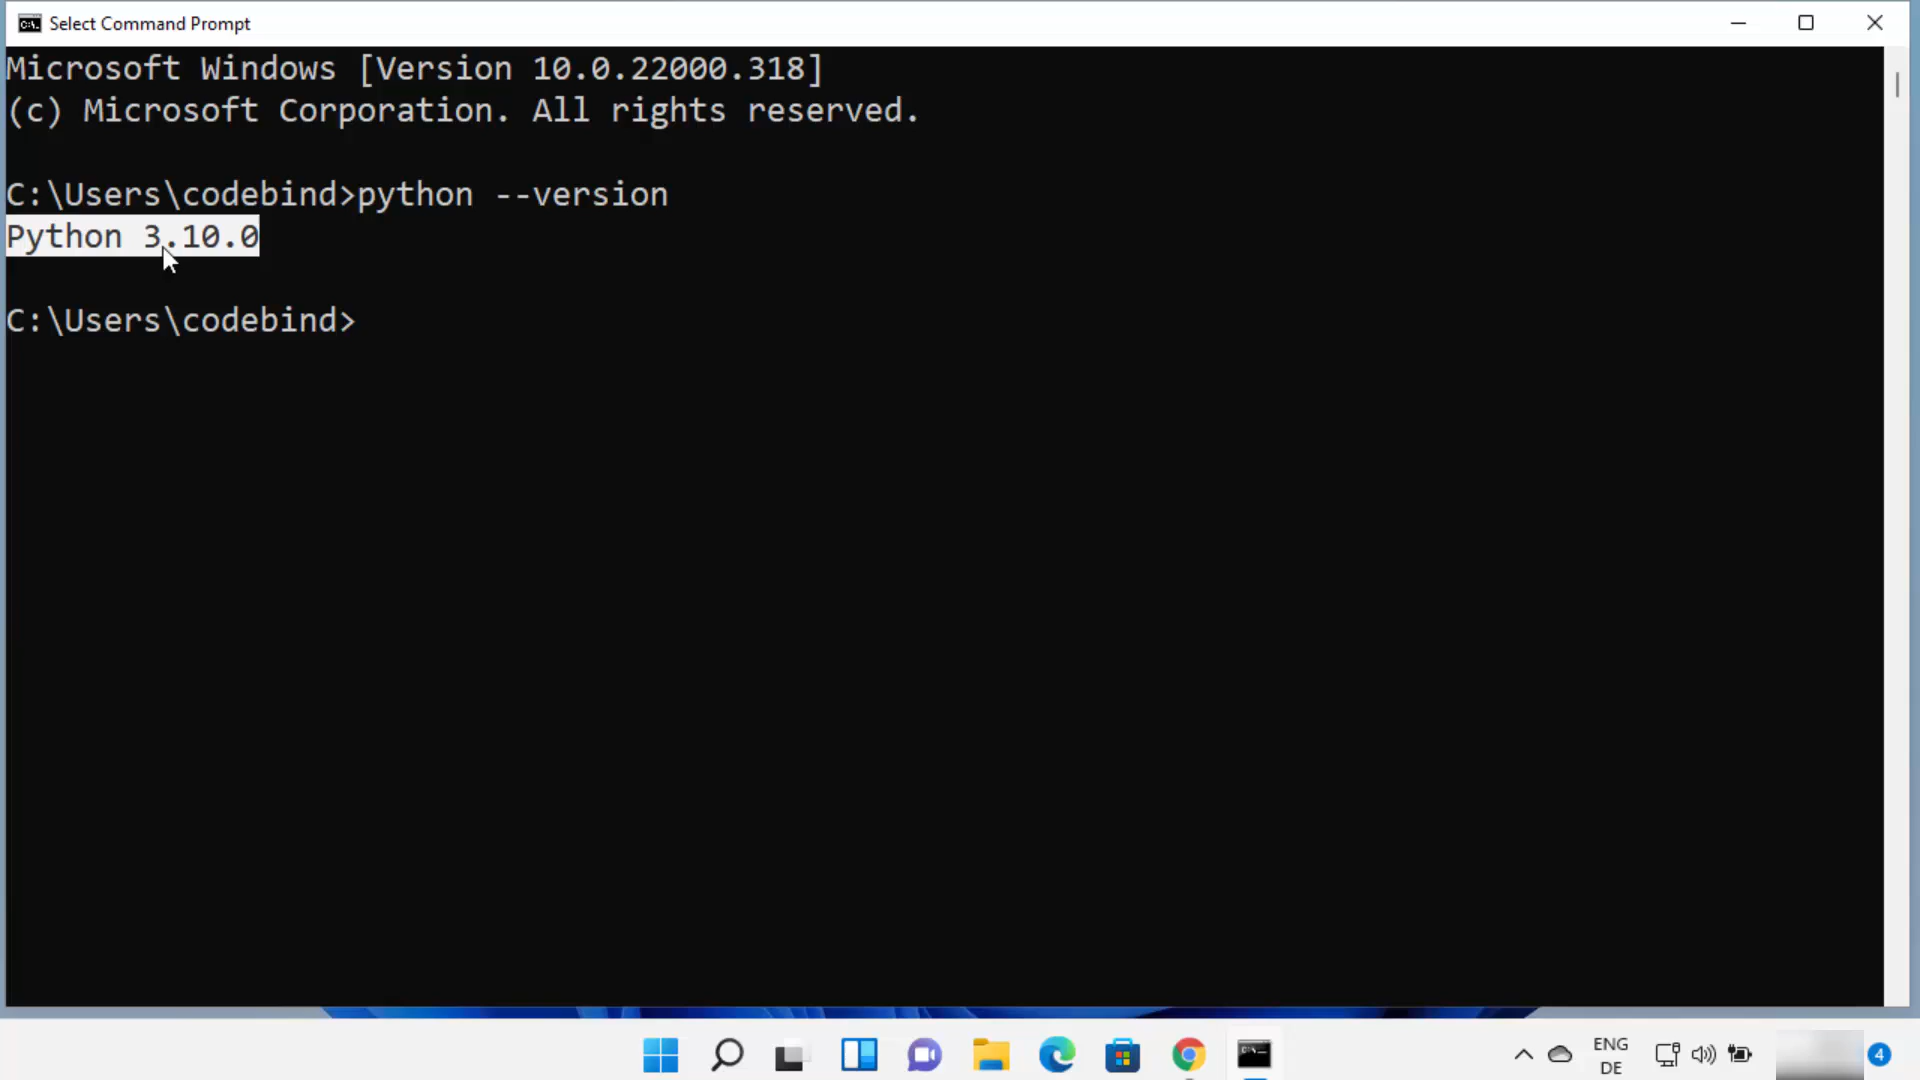 Select Command Prompt
Microsoft Windows [Version 10.0.22000.318]
(c) Microsoft Corporation. All rights reserved.
C:\Users\codebind>python --version
Python 3.10.0
C:\Users\codebind>
ENG
DE
4